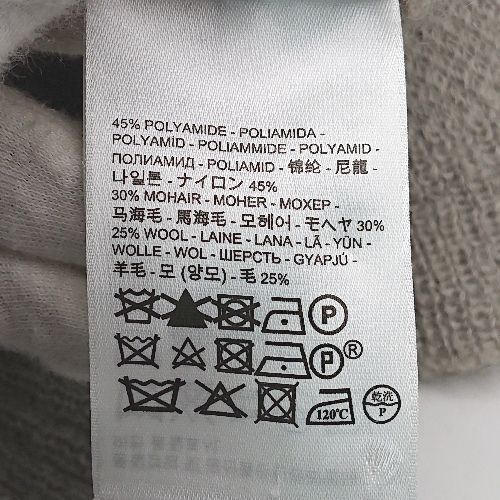 45% POLYAMIDE - POLIAMIDA -
POLYAMID - POLIAMMIDE - POLYAMID -
ПОЛИАМИД - POLIAMID - 锦纶 - 尼龍 -
나일론 - ナイロン 45%
30% MOHAIR - MOHER - MOXEP -
马海毛 - 馬海毛 - 모헤어 - モヘヤ 30%
25% WOOL - LAINE - LANA - LÃ - YÜN -
WOLLE - WOL - ШЕРСТЬ - GYAPJÚ -
羊毛 - 모 (양모) - 毛 25%
P
P ®
120℃ 乾洗 P